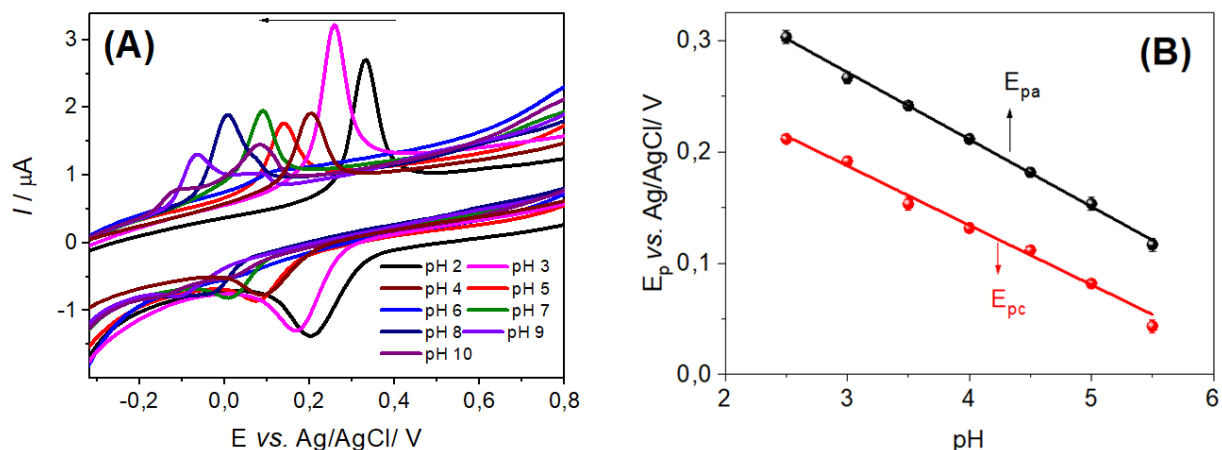 (A)
3
2
1
0
-1
I / μA
-0,2 0,0 0,2 0,4 0,6 0,8
E vs. Ag/AgCl/ V
pH 2 pH 3
pH 4 pH 5
pH 6 pH 7
pH 8 pH 9
pH 10
(B)
0,3
0,2
0,1
0,0
Ep vs. Ag/AgCl/ V
Epa
Epc
2 3 4 5 6
pH